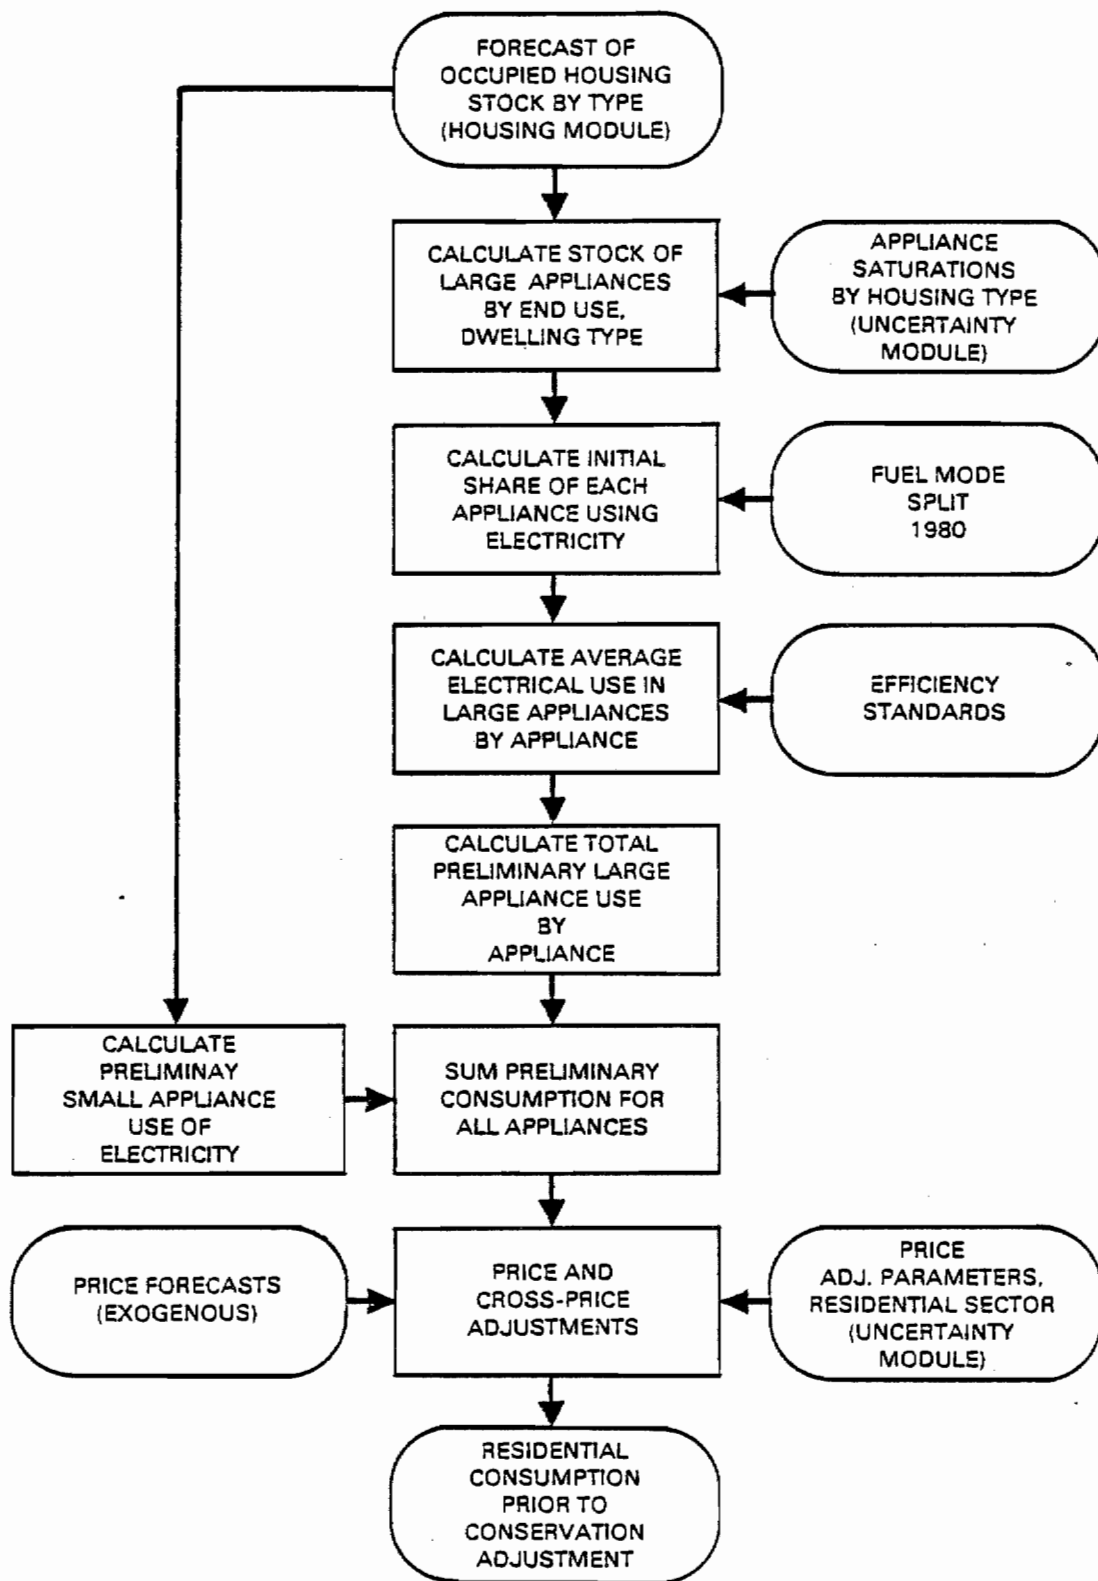 FORECAST OF
OCCUPIED HOUSING
STOCK BY TYPE
(HOUSING MODULE)
CALCULATE STOCK OF
LARGE APPLIANCES
BY END USE,
DWELLING TYPE
APPLIANCE
SATURATIONS
BY HOUSING TYPE
(UNCERTAINTY
MODULE)
CALCULATE INITIAL
SHARE OF EACH
APPLIANCE USING
ELECTRICITY
FUEL MODE
SPLIT
1980
CALCULATE AVERAGE
ELECTRICAL USE IN
LARGE APPLIANCES
BY APPLIANCE
EFFICIENCY
STANDARDS
CALCULATE TOTAL
PRELIMINARY LARGE
APPLIANCE USE
BY
APPLIANCE
CALCULATE
PRELIMINAY
SMALL APPLIANCE
USE OF
ELECTRICITY
SUM PRELIMINARY
CONSUMPTION FOR
ALL APPLIANCES
PRICE FORECASTS
(EXOGENOUS)
PRICE AND
CROSS-PRICE
ADJUSTMENTS
PRICE
ADJ. PARAMETERS,
RESIDENTIAL SECTOR
(UNCERTAINTY
MODULE)
RESIDENTIAL
CONSUMPTION
PRIOR TO
CONSERVATION
ADJUSTMENT